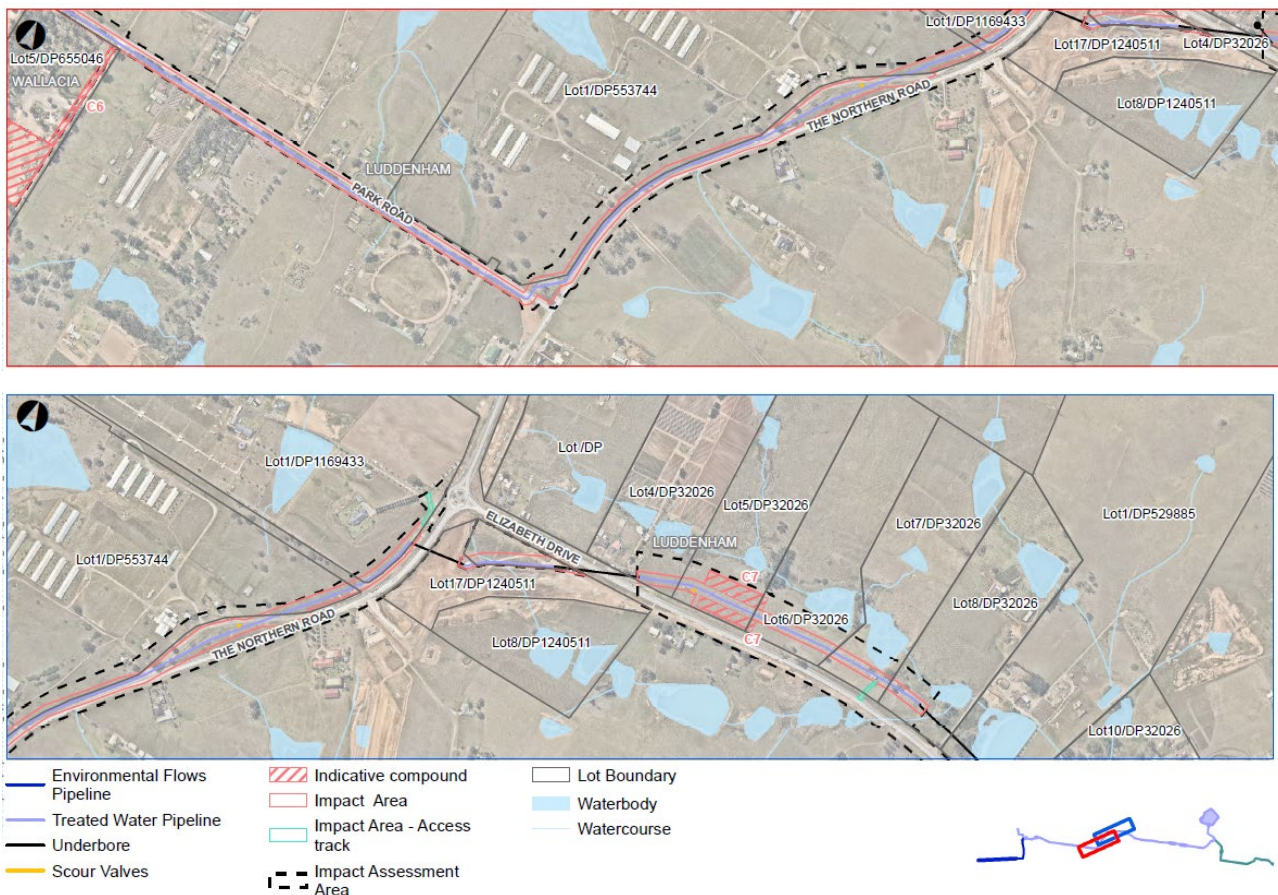 Lot1/DP1169433
Lot17/DP1240511
Lot4/DP32026
Lot5/DP655046
WALLACIA
C6
Lot1/DP553744
THE NORTHERN ROAD
Lot8/DP1240511
LUDDENHAM
PARK ROAD
Lot1/DP1169433
Lot /DP
ELIZABETH DRIVE
Lot4/DP32026
Lot5/DP32026
LUDDENHAM
Lot7/DP32026
Lot1/DP529885
Lot1/DP553744
Lot17/DP1240511
C7
Lot6/DP32026
Lot8/DP32026
THE NORTHERN ROAD
Lot8/DP1240511
C7
Lot10/DP32026
Environmental Flows
Pipeline
Treated Water Pipeline
Underbore
Scour Valves
Indicative compound
Impact Area
Impact Area - Access
track
Impact Assessment
Area
Lot Boundary
Waterbody
Watercourse